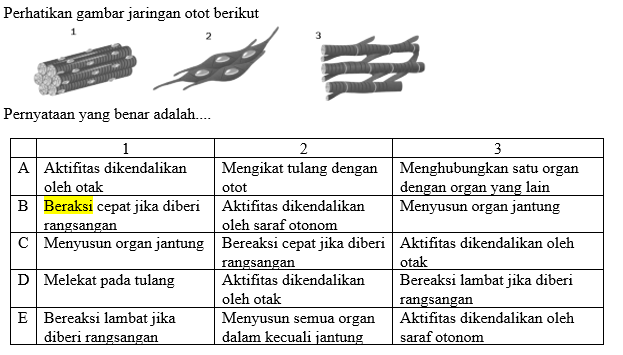 Perhatikan gambar jaringan otot berikut
1 2 3
Pernyataan yang benar adalah....
1 2 3
A Aktifitas dikendalikan oleh otak Mengikat tulang dengan otot Menghubungkan satu organ dengan organ yang lain
B Beraksi cepat jika diberi rangsangan Aktifitas dikendalikan oleh saraf otonom Menyusun organ jantung
C Menyusun organ jantung Bereaksi cepat jika diberi rangsangan Aktifitas dikendalikan oleh otak
D Melekat pada tulang Aktifitas dikendalikan oleh otak Bereaksi lambat jika diberi rangsangan
E Bereaksi lambat jika diberi rangsangan Menyusun semua organ dalam kecuali jantung Aktifitas dikendalikan oleh saraf otonom